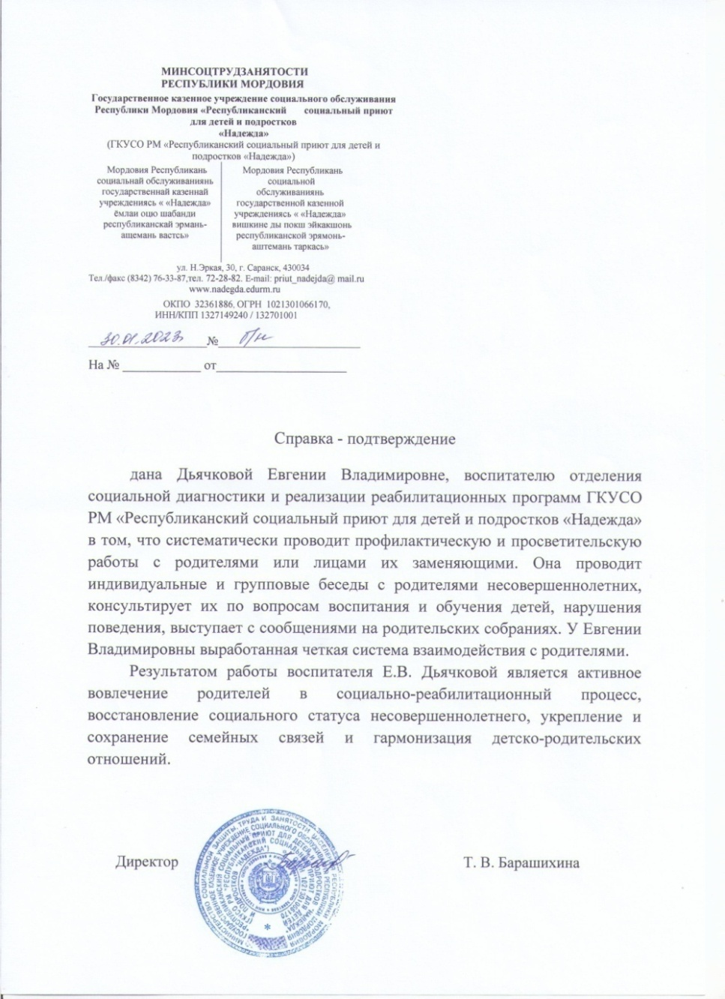 МИНСОЦТРУДЗАНЯТОСТИ
РЕСПУБЛИКИ МОРДОВИЯ
Государственное казенное учреждение социального обслуживания
Республики Мордовия «Республиканский социальный приют
для детей и подростков
«Надежда»
(ГКУСО РМ «Республиканский социальный приют для детей и
подростков «Надежда»)
Мордовия Республикань
социальнай обслуживаниянь
государственнай казеннай
учреждениясь « «Надежда»
ёмлаи оцю шабанди
республиканскай эрмань-
ащемань вастсь»
Мордовия Республикань
социальной
обслуживаниянь
государственной казенной
учреждениясь « «Надежда»
вишкине ды покш эйкакшонь
республиканской эрямонь-
аштемань таркась»
ул. Н.Эркая, 30, г. Саранск, 430034
Тел./факс (8342) 76-33-87,тел. 72-28-82. E-mail: priut_nadejda@ mail.ru
www.nadegda.edurm.ru
ОКПО 32361886, ОГРН 1021301066170,
ИНН/КПП 1327149240 / 132701001
30.01.2023 № б/н
На № от
Справка - подтверждение
дана Дьячковой Евгении Владимировне, воспитателю отделения
социальной диагностики и реализации реабилитационных программ ГКУСО
РМ «Республиканский социальный приют для детей и подростков «Надежда»
в том, что систематически проводит профилактическую и просветительскую
работы с родителями или лицами их заменяющими. Она проводит
индивидуальные и групповые беседы с родителями несовершеннолетних,
консультирует их по вопросам воспитания и обучения детей, нарушения
поведения, выступает с сообщениями на родительских собраниях. У Евгении
Владимировны выработанная четкая система взаимодействия с родителями.
Результатом работы воспитателя Е.В. Дьячковой является активное
вовлечение родителей в социально-реабилитационный процесс,
восстановление социального статуса несовершеннолетнего, укрепление и
сохранение семейных связей и гармонизация детско-родительских
отношений.
Директор Т. В. Барашихина